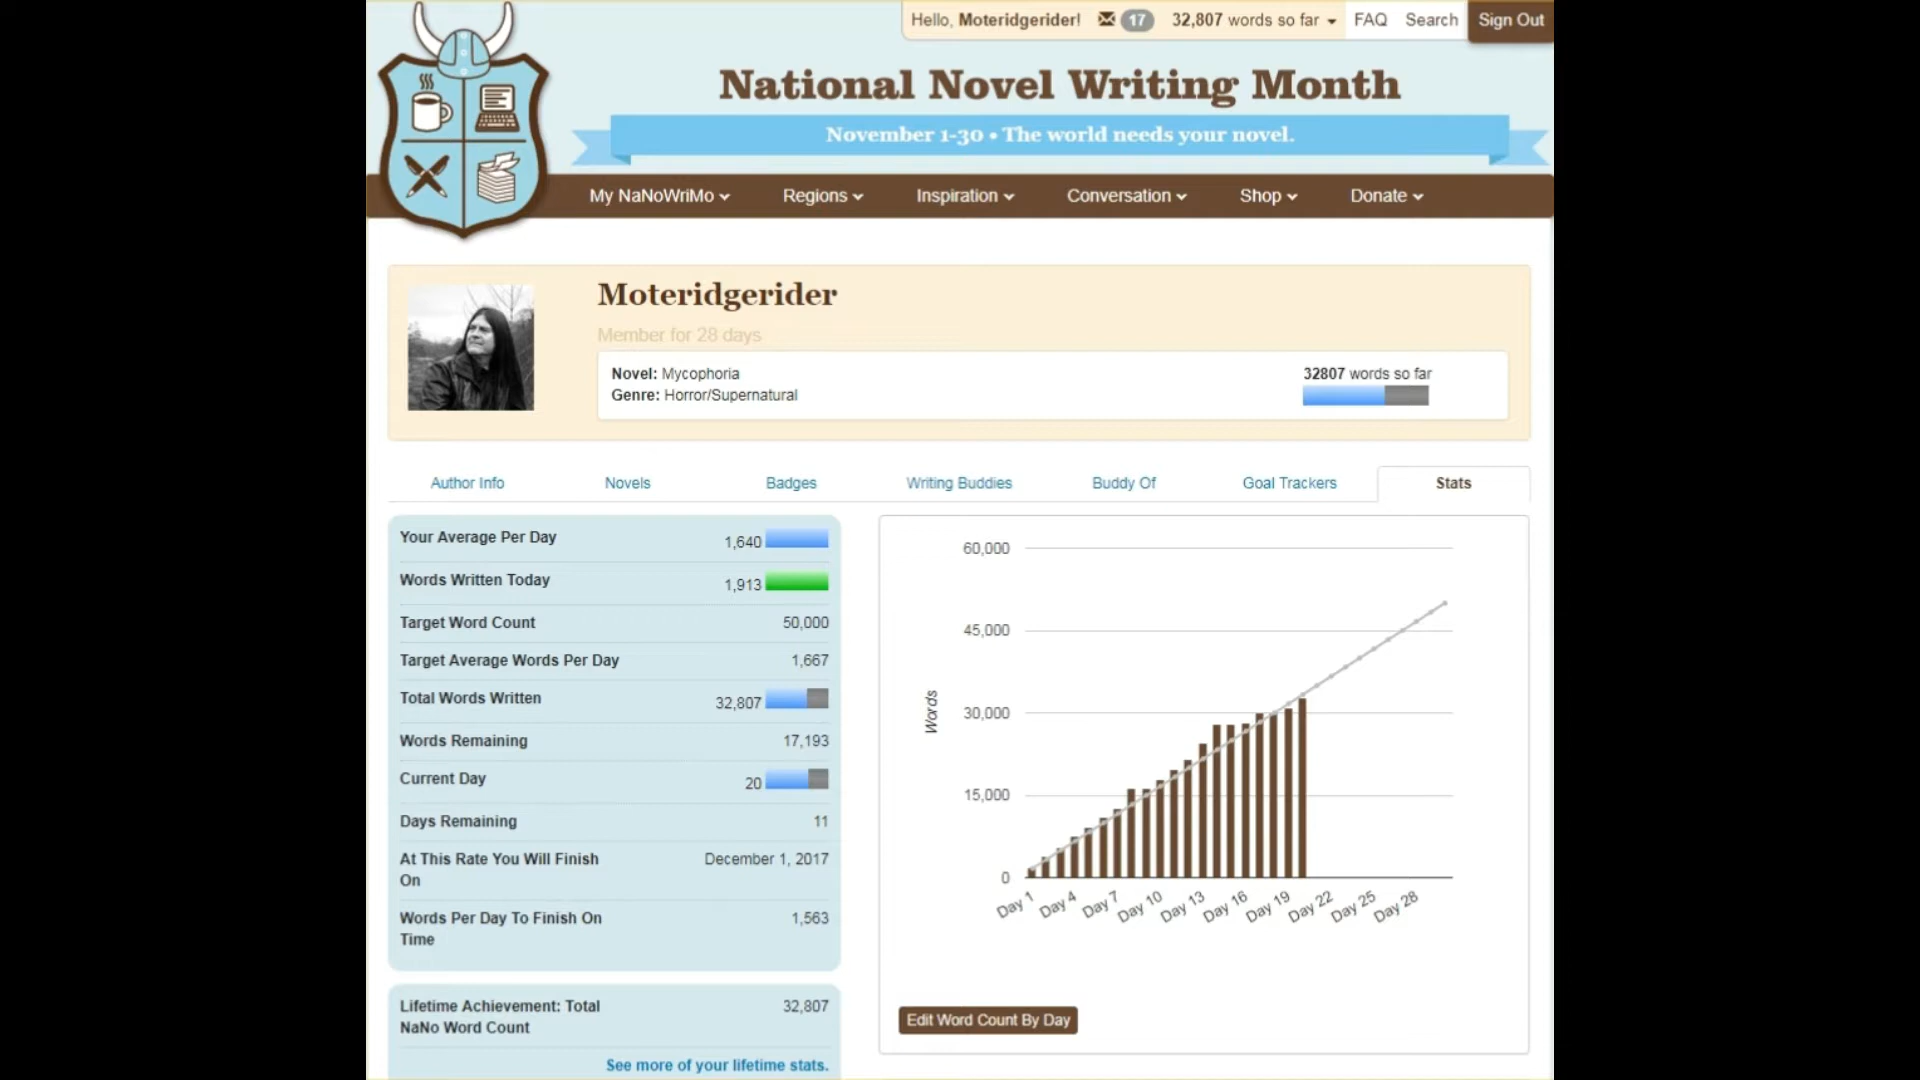 Hello, Moteridgerider! 17 32,807 words so far FAQ Search Sign Out
National Novel Writing Month
November 1-30 • The world needs your novel.
My NaNoWriMo Regions Inspiration Conversation Shop Donate
Moteridgerider
Member for 28 days
Novel: Mycophoria
Genre: Horror/Supernatural
32807 words so far
Author Info Novels Badges Writing Buddies Buddy Of Goal Trackers Stats
Your Average Per Day 1,640
Words Written Today 1,913
Target Word Count 50,000
Target Average Words Per Day 1,667
Total Words Written 32,807
Words Remaining 17,193
Current Day 20
Days Remaining 11
At This Rate You Will Finish December 1, 2017
On
Words Per Day To Finish On 1,563
Time
Lifetime Achievement: Total 32,807
NaNo Word Count
See more of your lifetime stats.
60,000
45,000
30,000
15,000
0
Words
Day 1 Day 4 Day 7 Day 10 Day 13 Day 16 Day 19 Day 22 Day 25 Day 28
Edit Word Count By Day